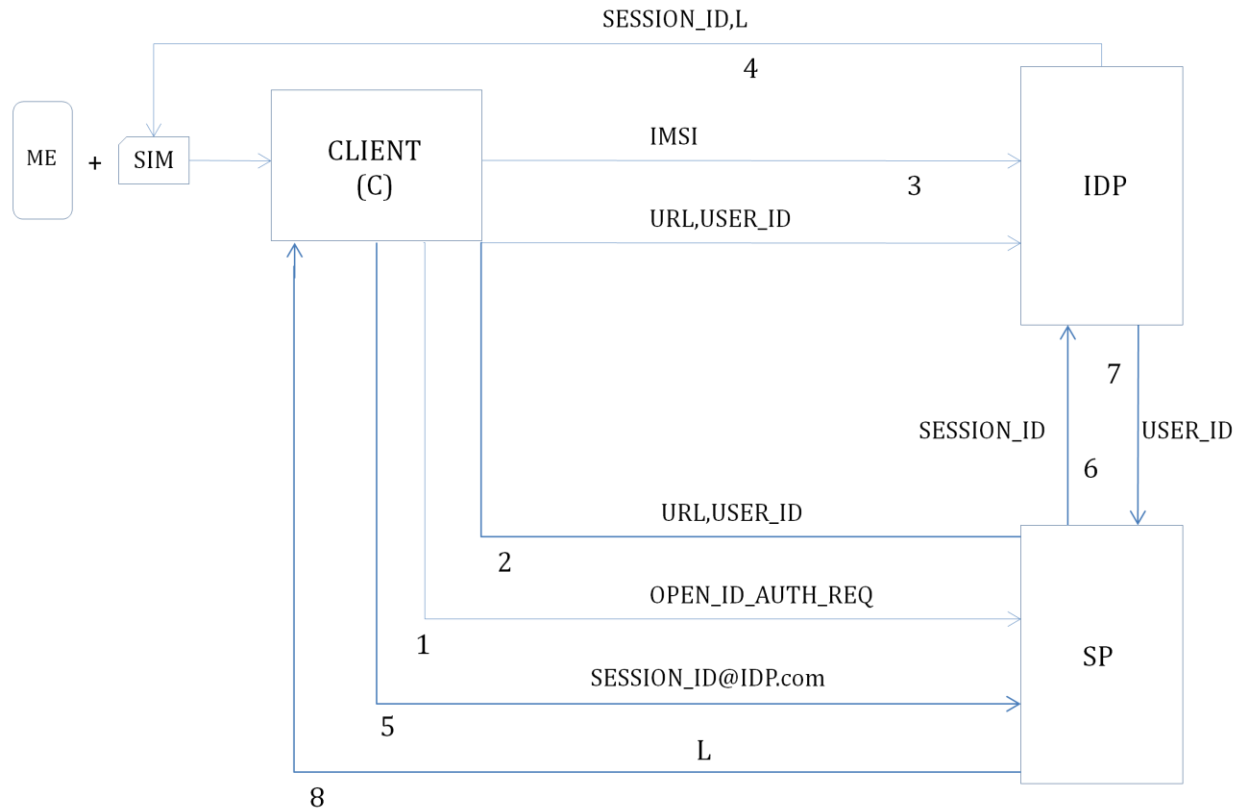 SESSION_ID,L
4
ME
+
SIM
CLIENT
(C)
IMSI
3
IDP
URL,USER_ID
7
SESSION_ID
USER_ID
6
URL,USER_ID
2
OPEN_ID_AUTH_REQ
1
SP
SESSION_ID@IDP.com
5
L
8